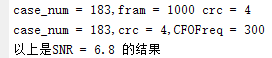 case_num = 183,fram = 1000 crc = 4
case_num = 183,crc = 4,CFOFreq = 300
以上是SNR = 6.8 的结果